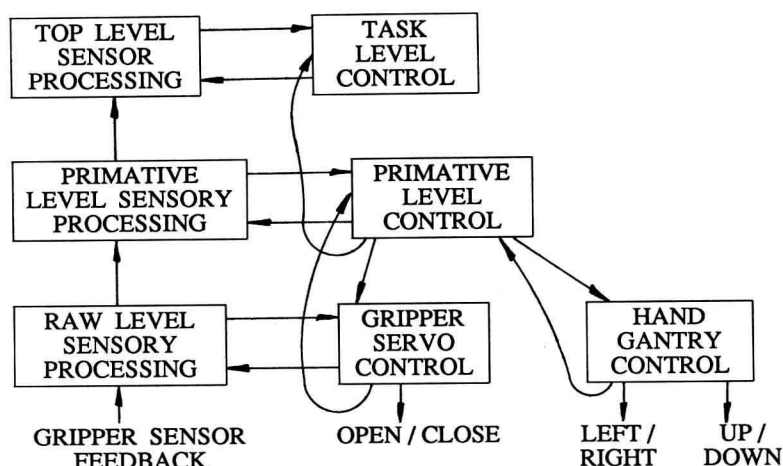 TOP LEVEL
SENSOR
PROCESSING
TASK
LEVEL
CONTROL
PRIMATIVE
LEVEL SENSORY
PROCESSING
PRIMATIVE
LEVEL
CONTROL
RAW LEVEL
SENSORY
PROCESSING
GRIPPER
SERVO
CONTROL
HAND
GANTRY
CONTROL
GRIPPER SENSOR
FEEDBACK
OPEN / CLOSE
LEFT /
RIGHT
UP /
DOWN